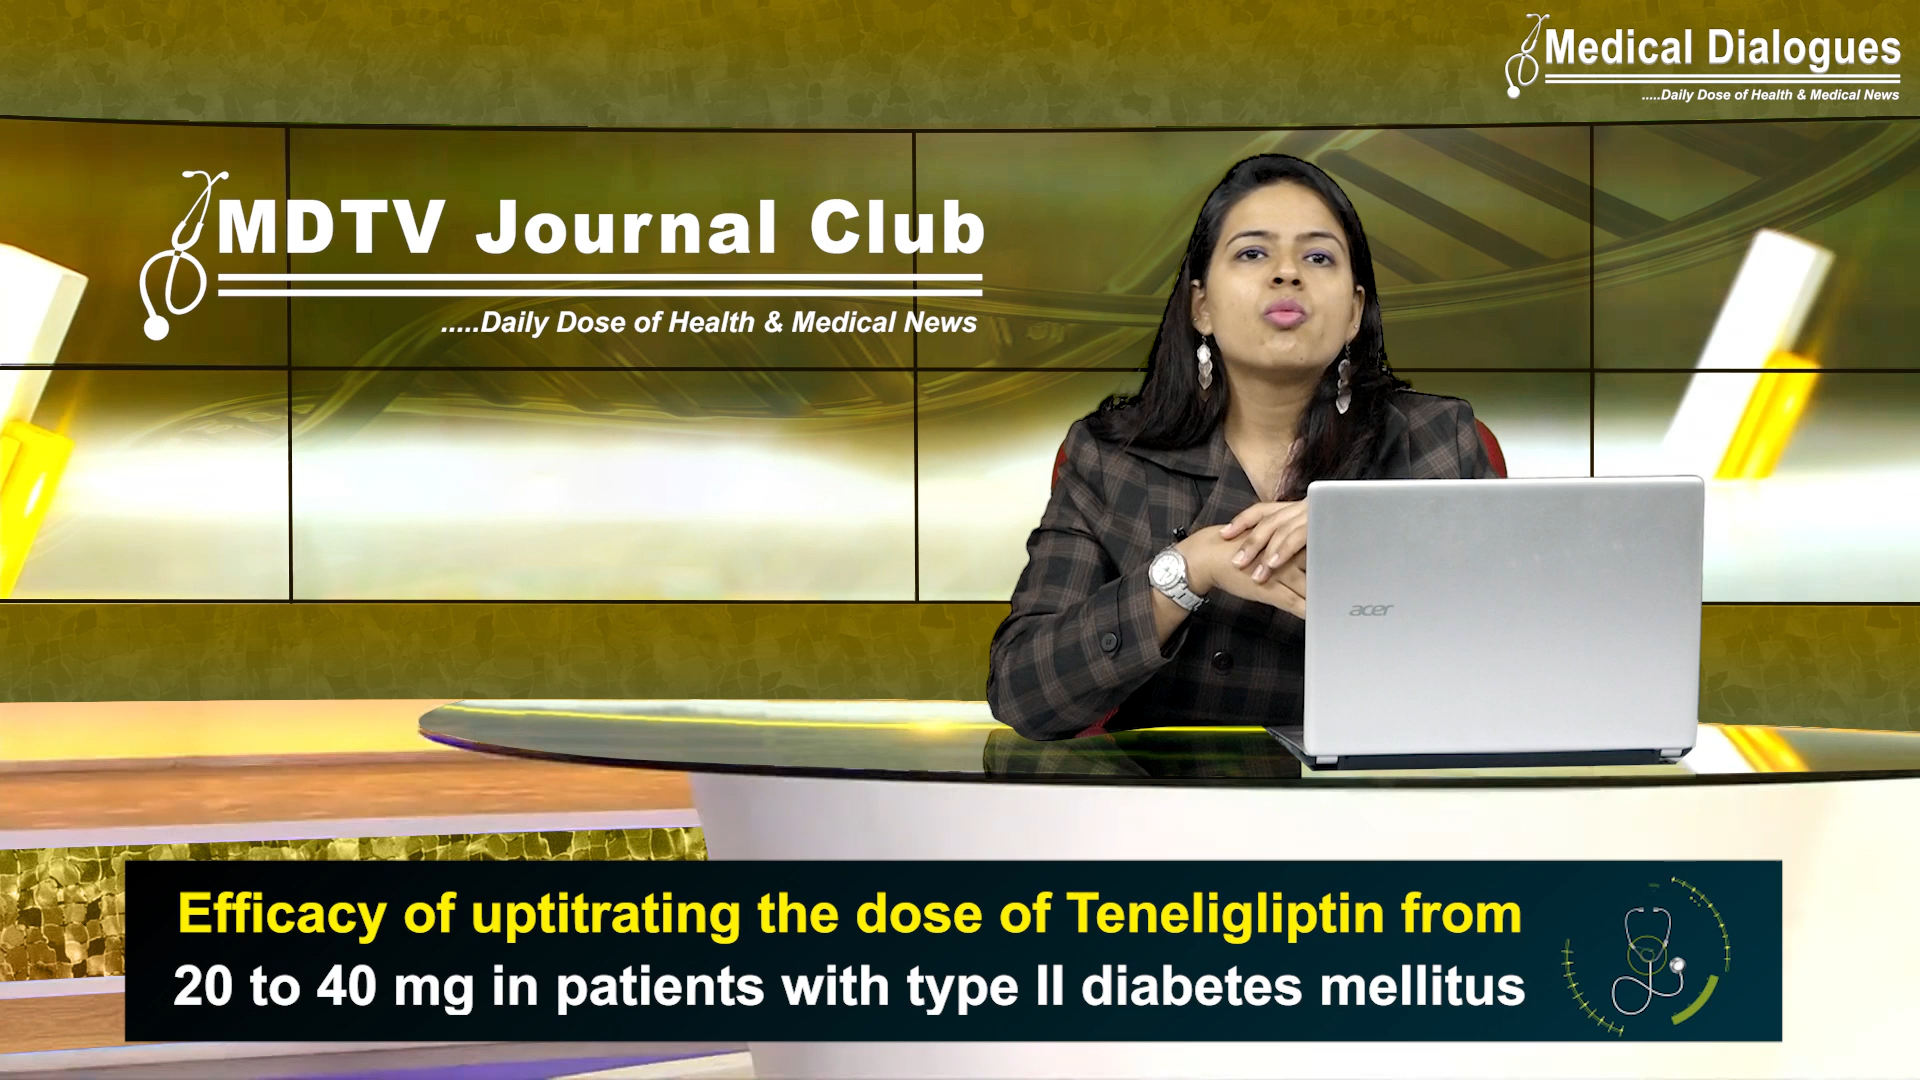 Medical Dialogues
.....Daily Dose of Health & Medical News
MDTV Journal Club
.....Daily Dose of Health & Medical News
acer
Efficacy of uptitrating the dose of Teneligliptin from
20 to 40 mg in patients with type II diabetes mellitus